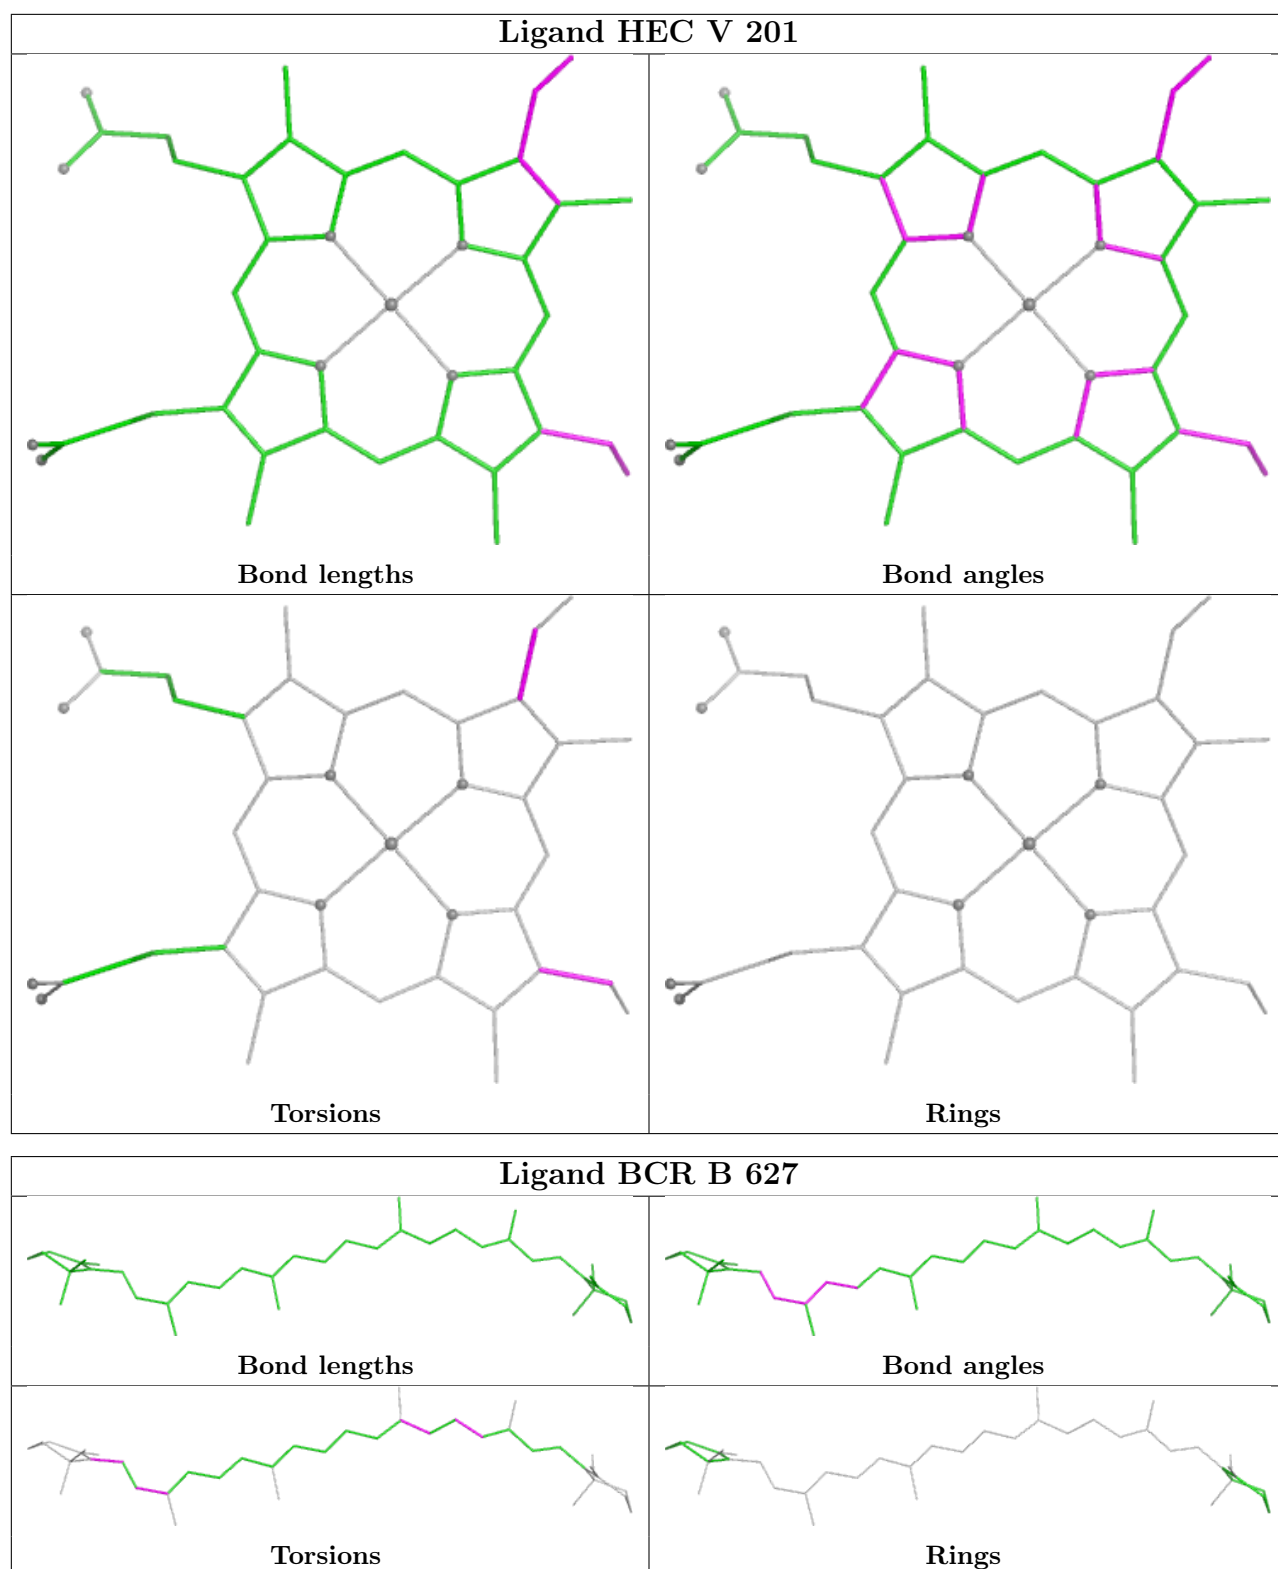 Ligand HEC V 201
Bond lengths
Bond angles
Torsions
Rings
Ligand BCR B 627
Bond lengths
Bond angles
Torsions
Rings